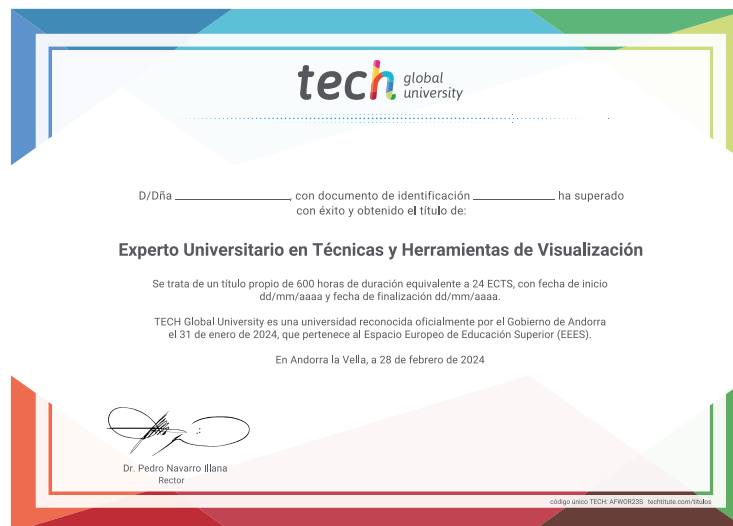 tech global university
D/Dña ____________________, con documento de identificación ______________ ha superado
con éxito y obtenido el título de:
Experto Universitario en Técnicas y Herramientas de Visualización
Se trata de un título propio de 600 horas de duración equivalente a 24 ECTS, con fecha de inicio
dd/mm/aaaa y fecha de finalización dd/mm/aaaa.
TECH Global University es una universidad reconocida oficialmente por el Gobierno de Andorra
el 31 de enero de 2024, que pertenece al Espacio Europeo de Educación Superior (EEES).
En Andorra la Vella, a 28 de febrero de 2024
Dr. Pedro Navarro Illana
Rector
código único TECH: AFWOR23S techtitute.com/titulos